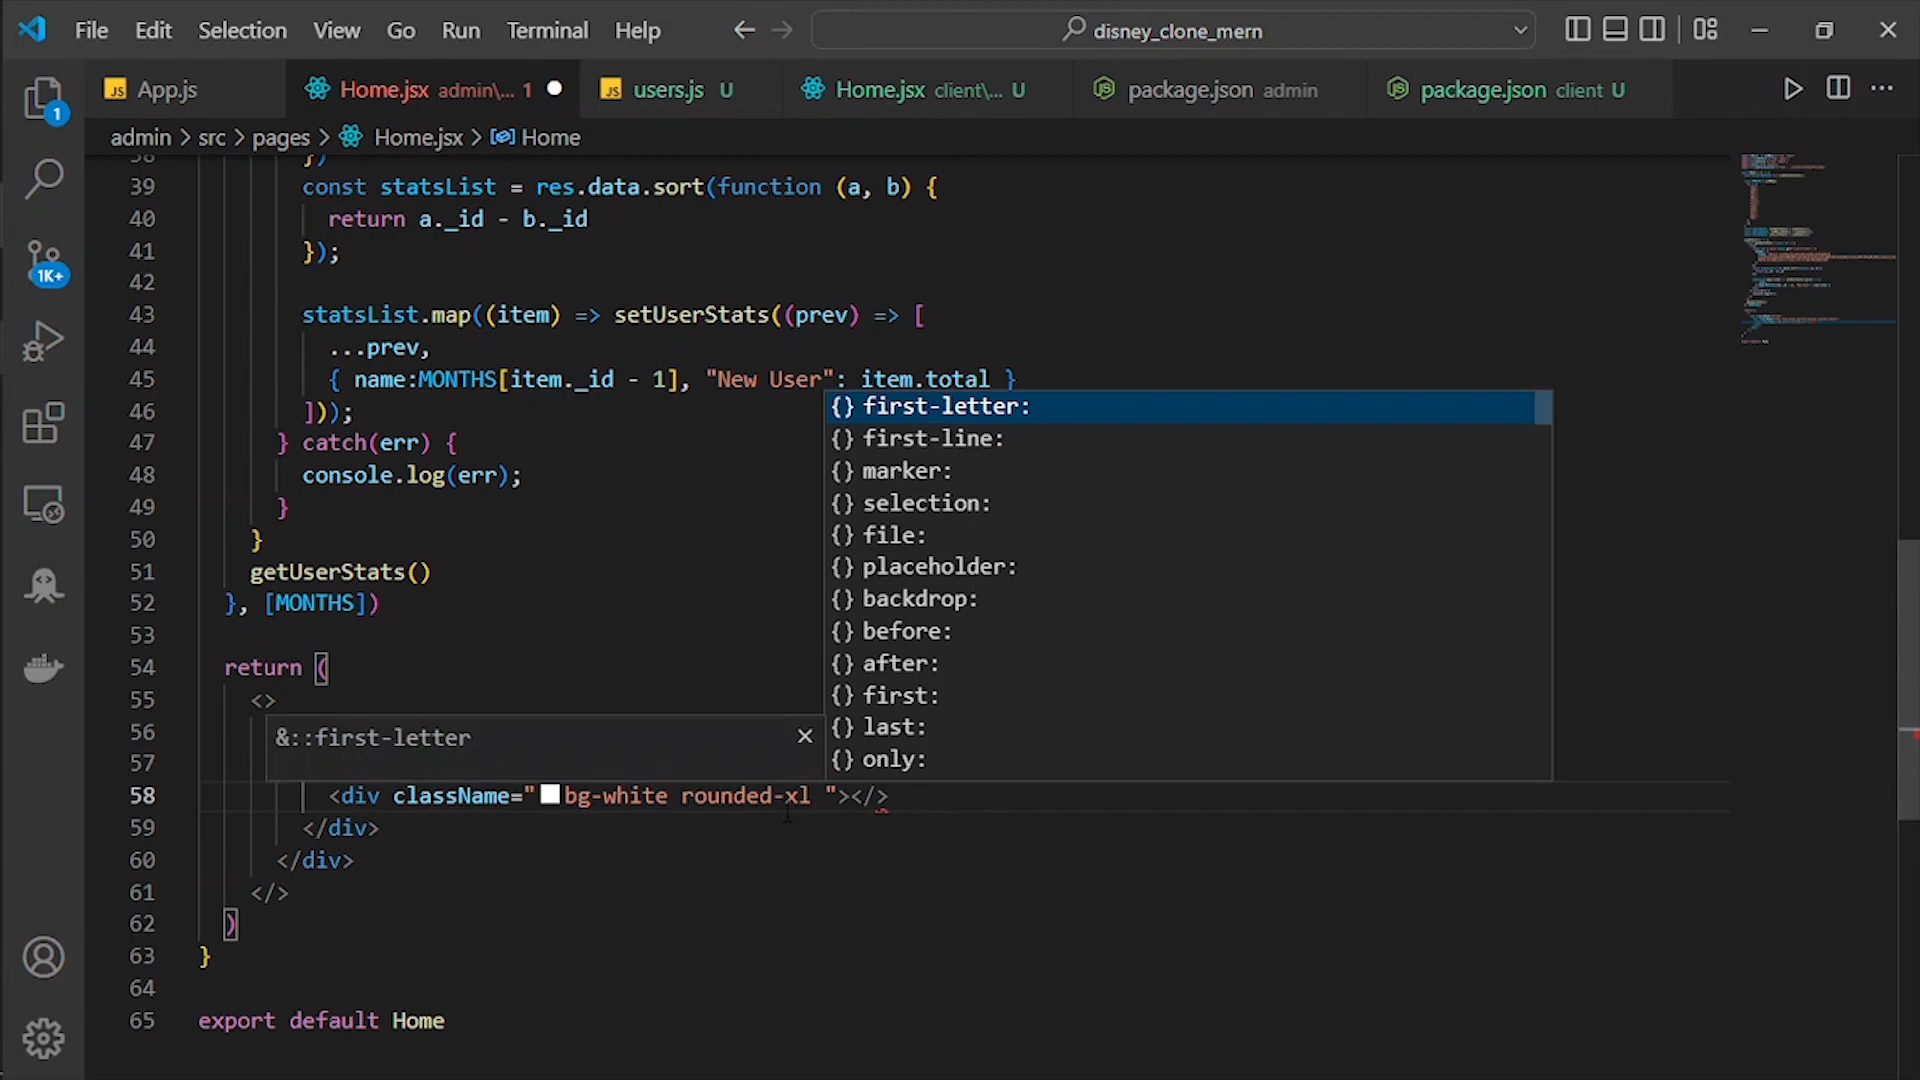 File Edit Selection View Go Run Terminal Help
disney_clone_mern
App.js
Home.jsx admin\... 1
users.js U
Home.jsx client\... U
package.json admin
package.json client U
admin > src > pages > Home.jsx > Home
1
1K+
38 })
39 const statsList = res.data.sort(function (a, b) {
40 return a._id - b._id
41 });
42
43 statsList.map((item) => setUserStats((prev) => [
44 ...prev,
45 { name:MONTHS[item._id - 1], "New User": item.total }
46 ]));
47 } catch(err) {
48 console.log(err);
49 }
50 }
51 getUserStats()
52 }, [MONTHS])
53
54 return (
55 <>
56
57
58 <div className="bg-white rounded-xl "></>
59 </div>
60 </div>
61 </>
62 )
63 }
64
65 export default Home
&::first-letter
{} first-letter:
{} first-line:
{} marker:
{} selection:
{} file:
{} placeholder:
{} backdrop:
{} before:
{} after:
{} first:
{} last:
{} only: